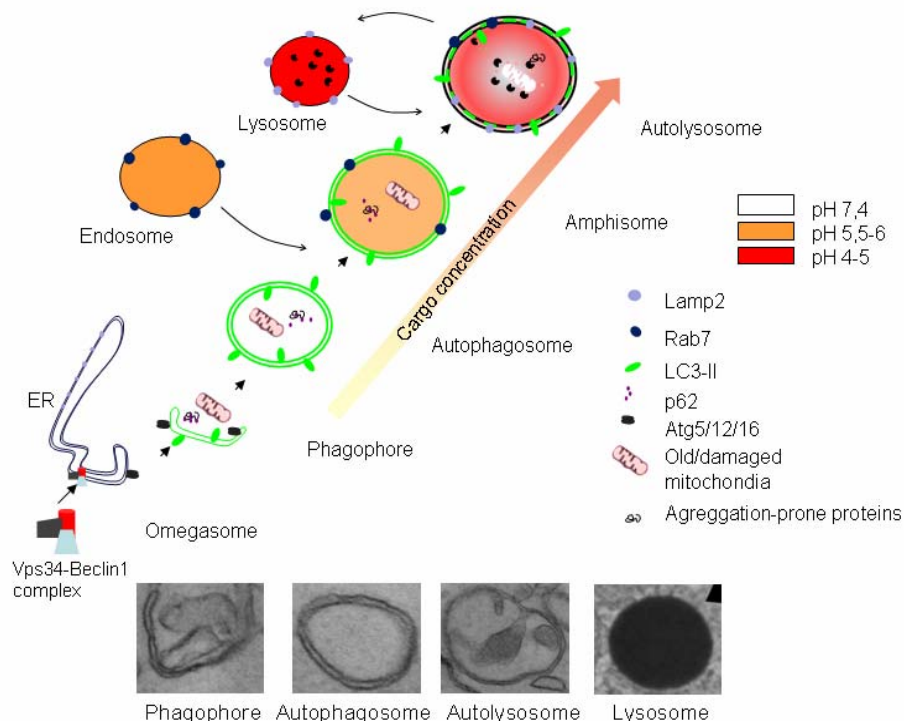 Lysosome
Autolysosome
Endosome
Amphisome
Cargo concentration
pH 7,4
pH 5,5-6
pH 4-5
Lamp2
Rab7
LC3-II
p62
Atg5/12/16
Old/damaged
mitochondia
Agreggation-prone proteins
Autophagosome
ER
Phagophore
Omegasome
Vps34-Beclin1
complex
Phagophore
Autophagosome
Autolysosome
Lysosome